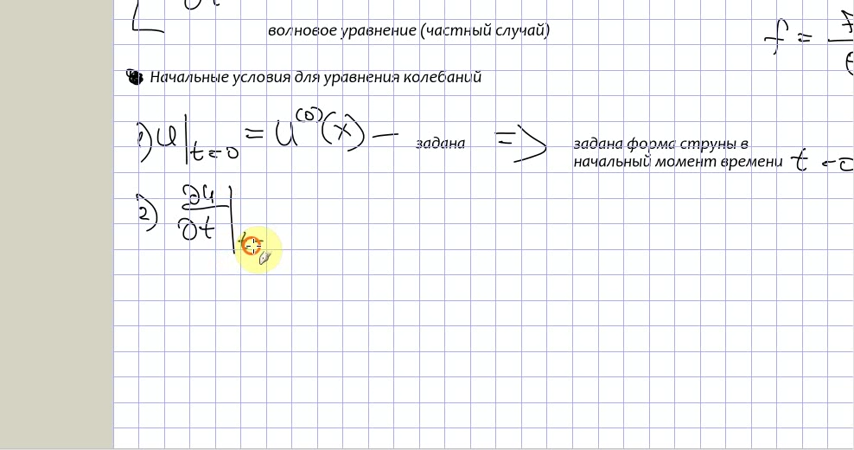 волновое уравнение (частный случай)
f =
Начальные условия для уравнения колебаний
1) u|t=0 = u^(0)(x) — задана => задана форма струны в
начальный момент времени t=0
2) ∂u/∂t|